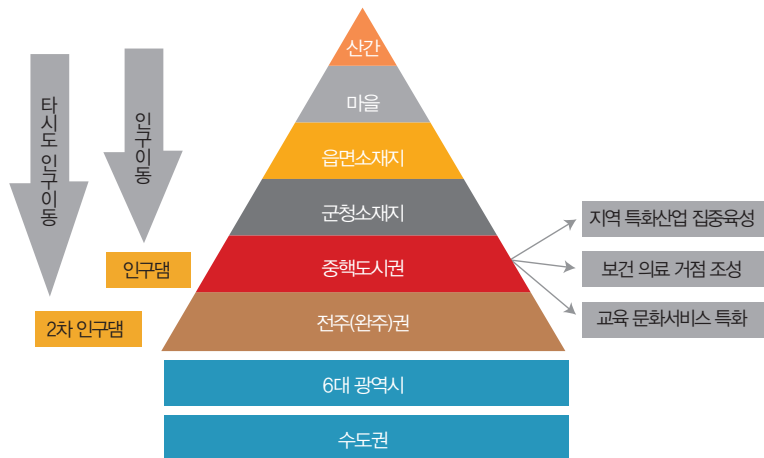 산간
마을
읍면소재지
군청소재지
중핵도시권
전주(완주)권
6대 광역시
수도권
타시도 인구이동
인구이동
인구댐
2차 인구댐
지역 특화산업 집중육성
보건 의료 거점 조성
교육 문화서비스 특화